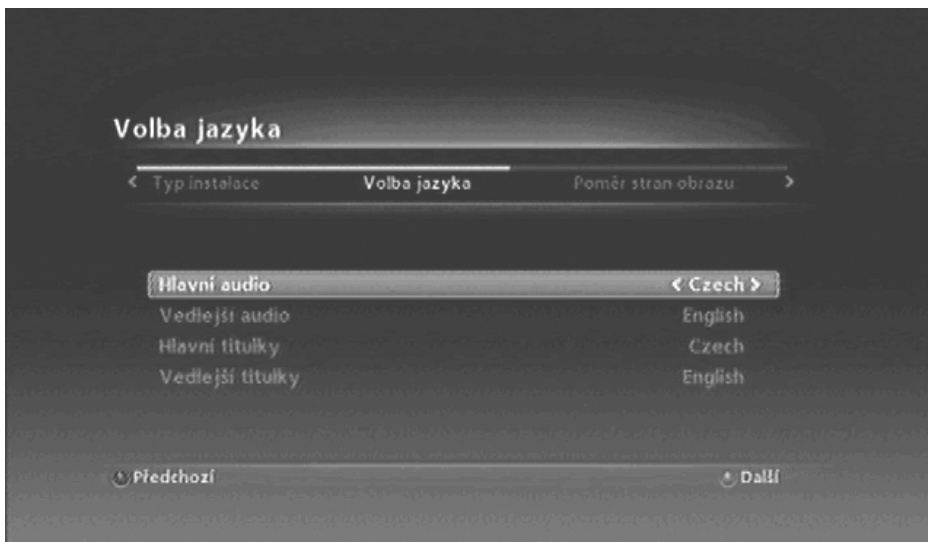 Volba jazyka
< Typ instalace Volba jazyka Poměr stran obrazu >
Hlavní audio < Czech >
Vedlejší audio English
Hlavní titulky Czech
Vedlejší titulky English
Předchozí Další